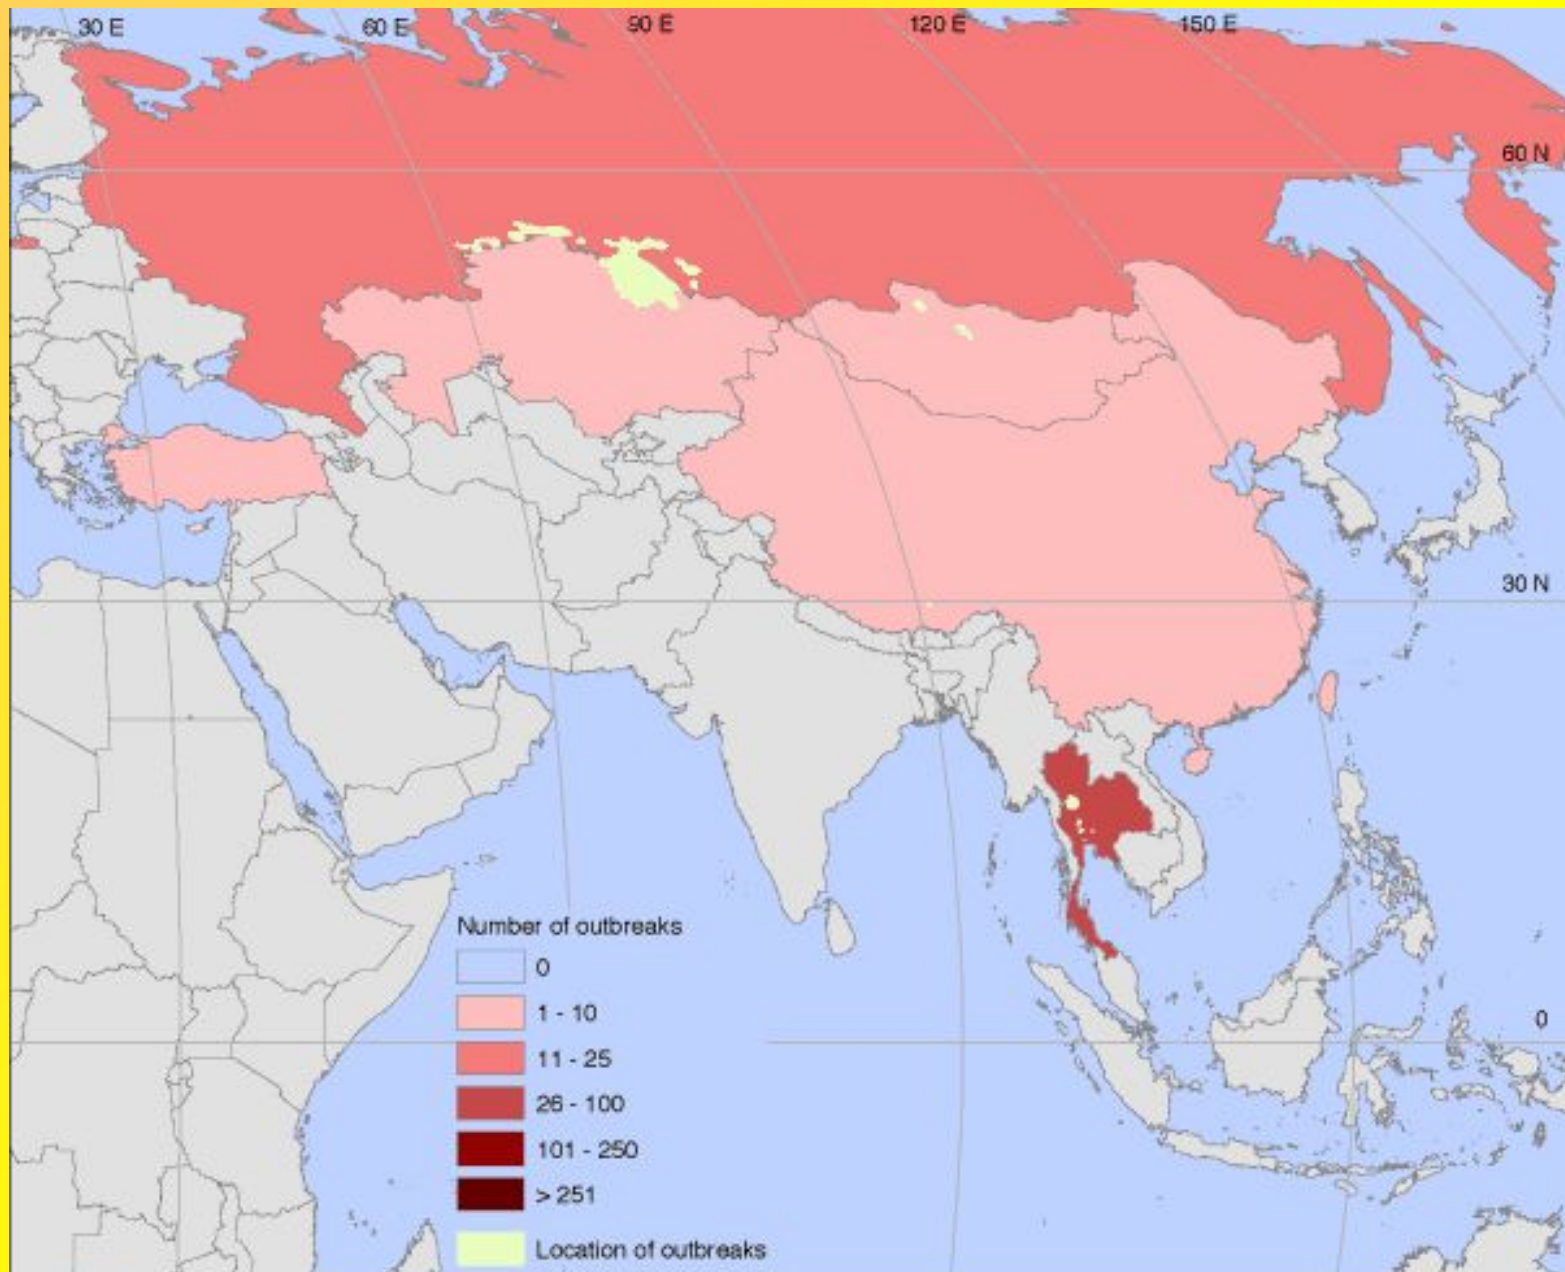 30 E
60 E
90 E
120 E
150 E
60 N
30 N
0
Number of outbreaks
0
1 - 10
11 - 25
26 - 100
101 - 250
> 251
Location of outbreaks